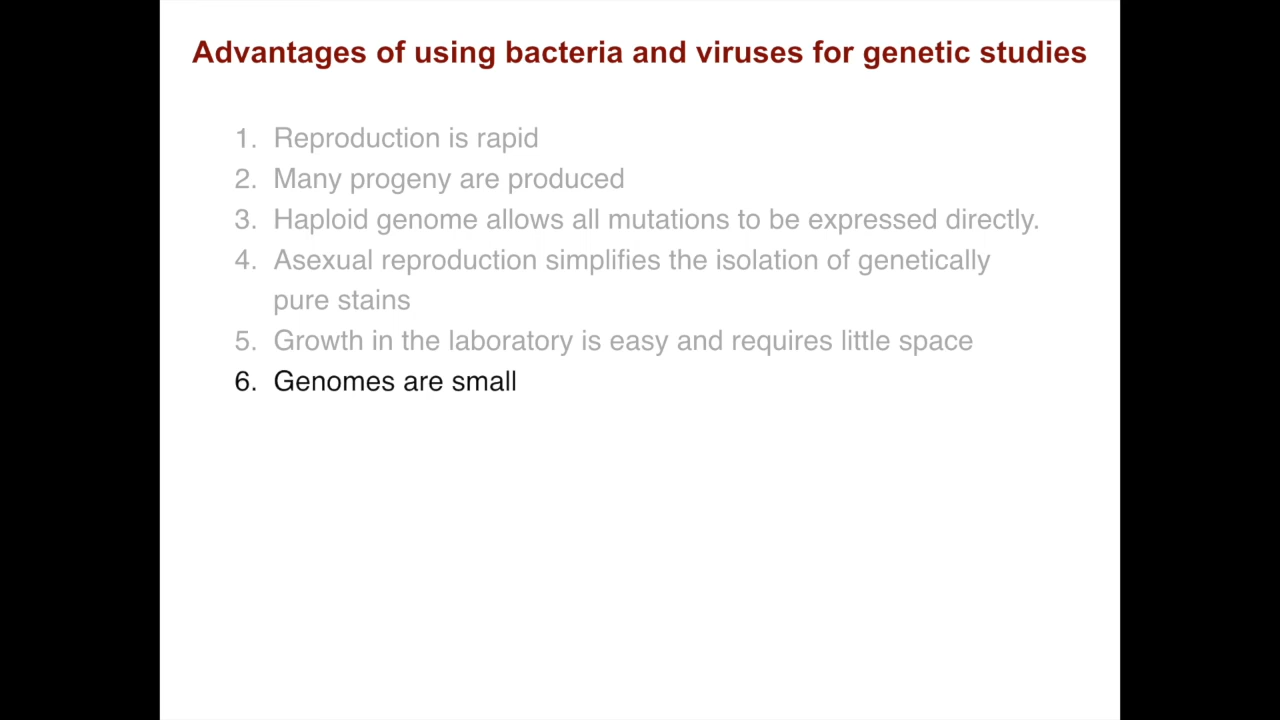 Advantages of using bacteria and viruses for genetic studies
1. Reproduction is rapid
2. Many progeny are produced
3. Haploid genome allows all mutations to be expressed directly.
4. Asexual reproduction simplifies the isolation of genetically
pure stains
5. Growth in the laboratory is easy and requires little space
6. Genomes are small